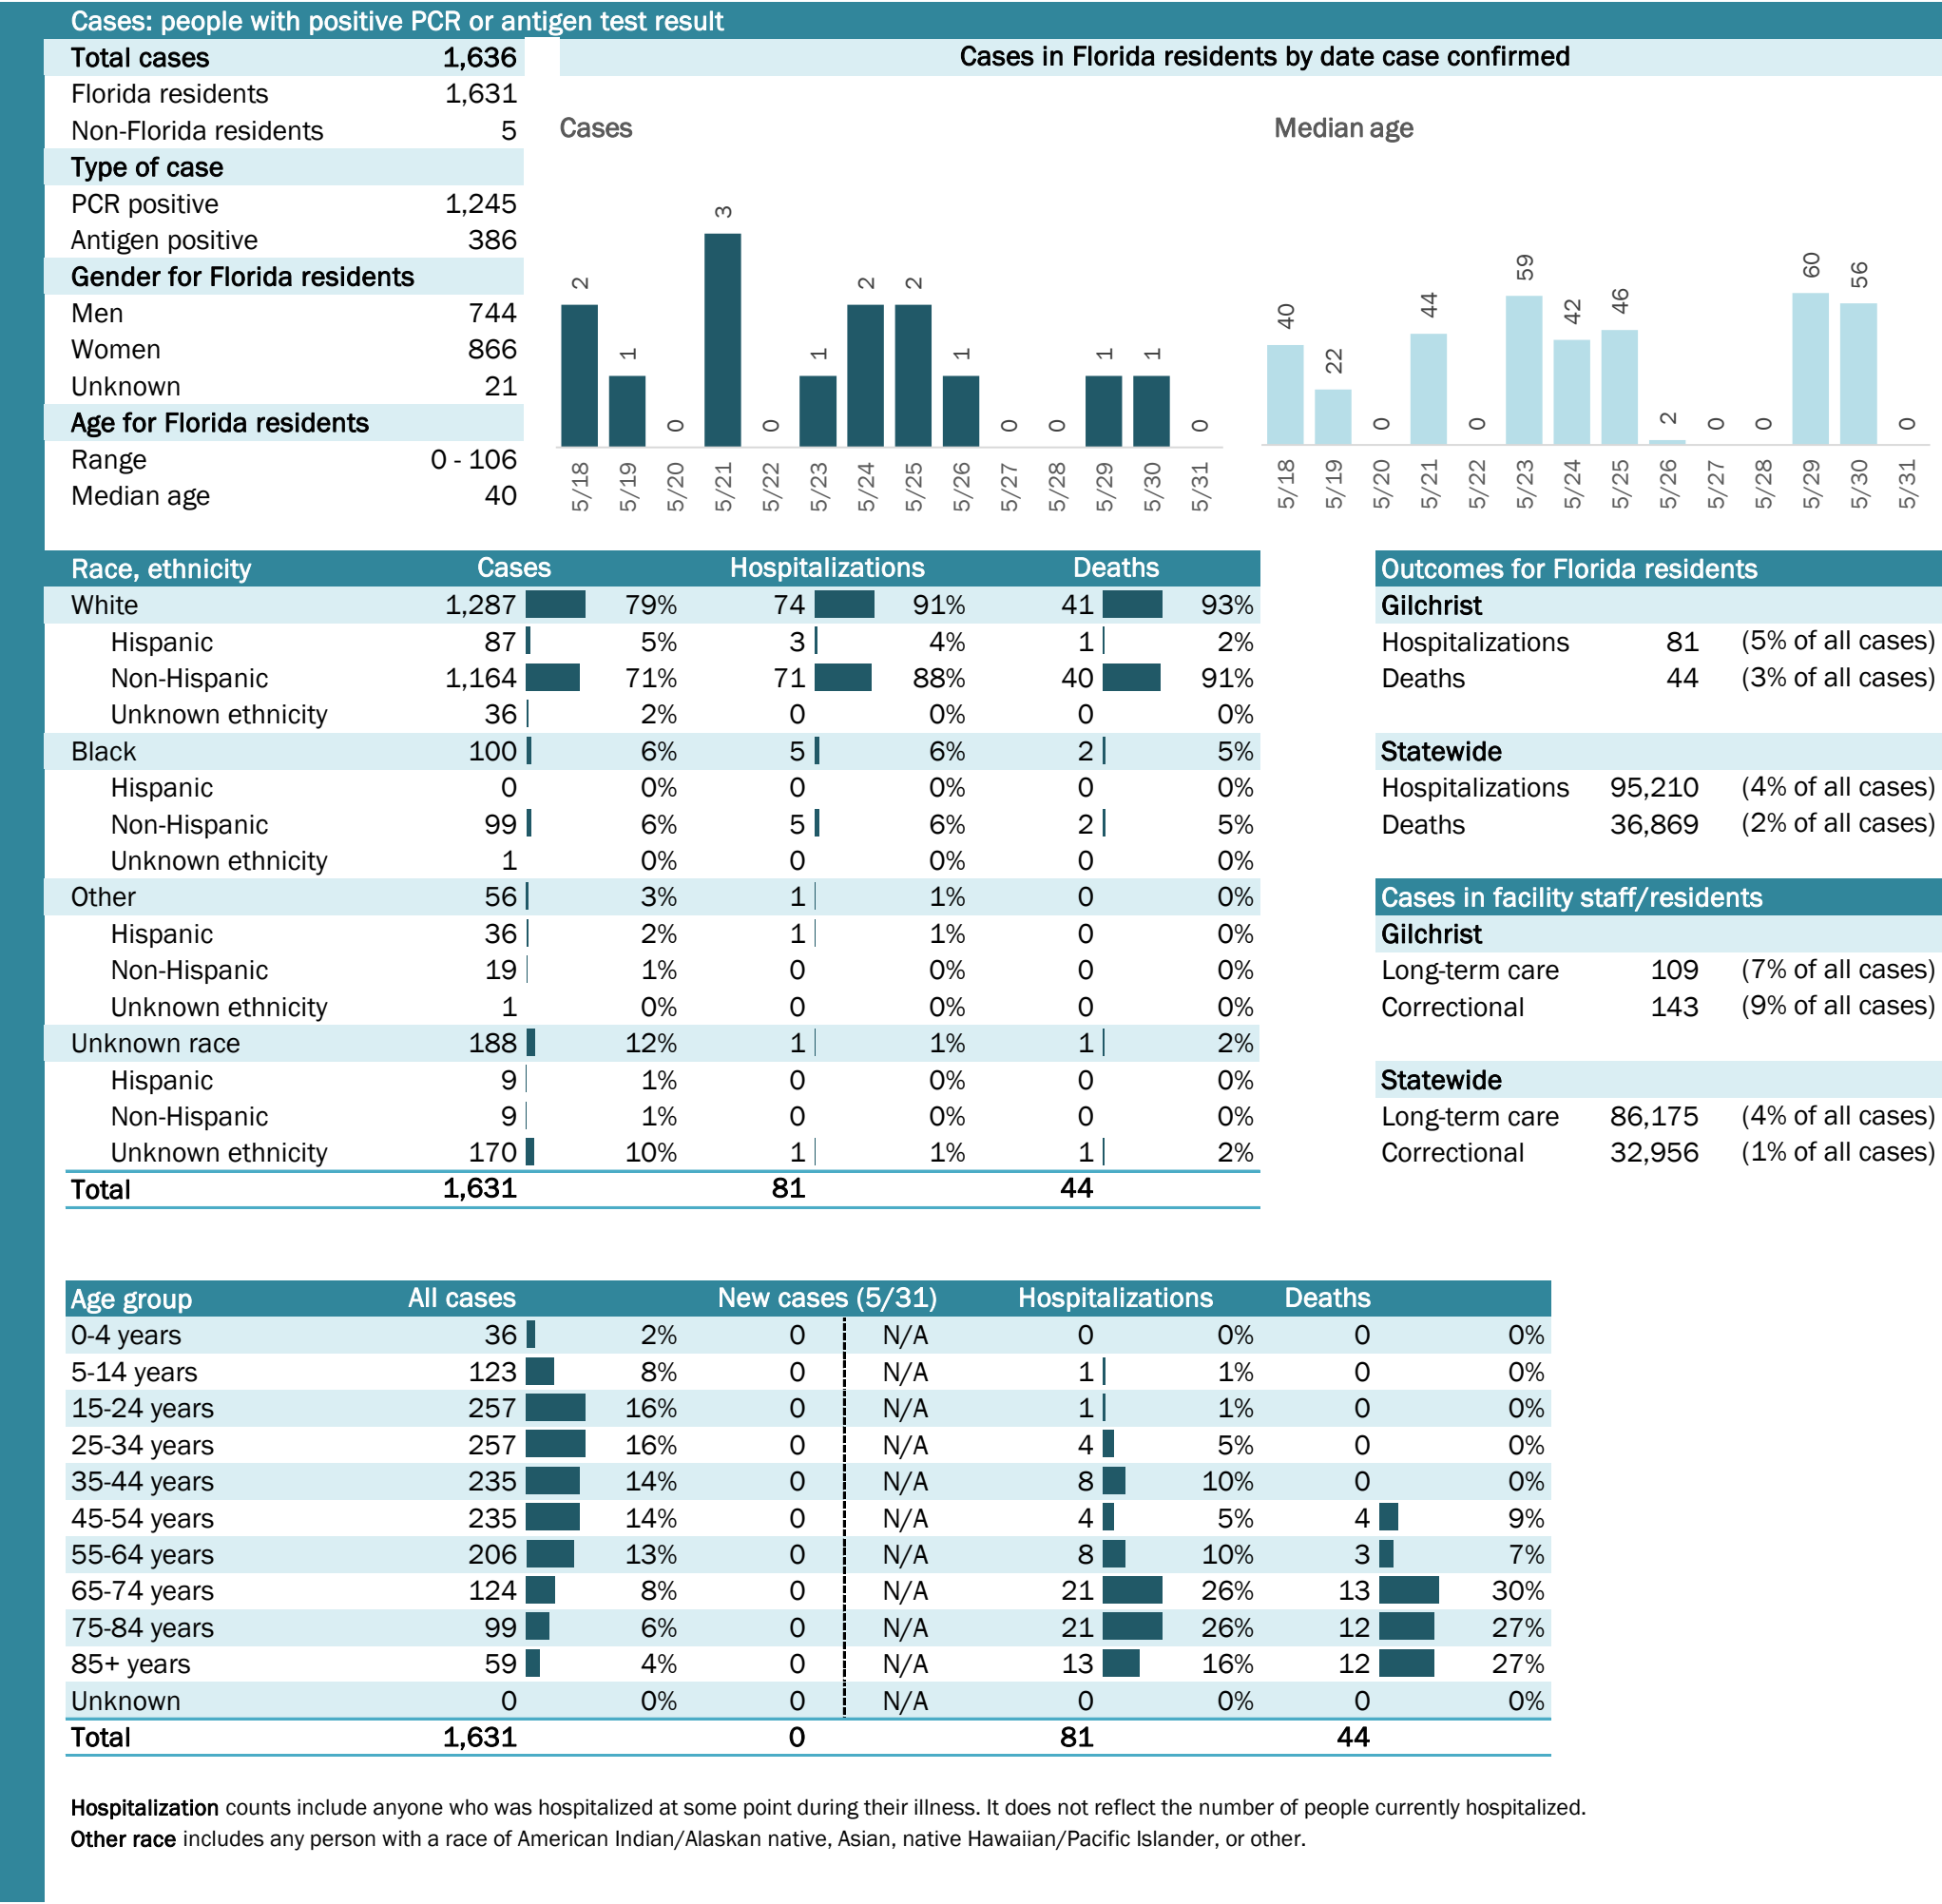 Cases: people with positive PCR or antigen test result
Total cases 1,636
Florida residents 1,631
Non-Florida residents 5
Type of case
PCR positive 1,245
Antigen positive 386
Gender for Florida residents
Men 744
Women 866
Unknown 21
Age for Florida residents
Range 0 - 106
Median age 40
Cases in Florida residents by date case confirmed
Cases
2 1 0 3 0 1 2 2 1 0 0 1 1 0
5/18 5/19 5/20 5/21 5/22 5/23 5/24 5/25 5/26 5/27 5/28 5/29 5/30 5/31
Median age
40 22 0 44 0 59 42 46 2 0 0 60 56 0
5/18 5/19 5/20 5/21 5/22 5/23 5/24 5/25 5/26 5/27 5/28 5/29 5/30 5/31
Race, ethnicity Cases Hospitalizations Deaths
White 1,287 79% 74 91% 41 93%
Hispanic 87 5% 3 4% 1 2%
Non-Hispanic 1,164 71% 71 88% 40 91%
Unknown ethnicity 36 2% 0 0% 0 0%
Black 100 6% 5 6% 2 5%
Hispanic 0 0% 0 0% 0 0%
Non-Hispanic 99 6% 5 6% 2 5%
Unknown ethnicity 1 0% 0 0% 0 0%
Other 56 3% 1 1% 0 0%
Hispanic 36 2% 1 1% 0 0%
Non-Hispanic 19 1% 0 0% 0 0%
Unknown ethnicity 1 0% 0 0% 0 0%
Unknown race 188 12% 1 1% 1 2%
Hispanic 9 1% 0 0% 0 0%
Non-Hispanic 9 1% 0 0% 0 0%
Unknown ethnicity 170 10% 1 1% 1 2%
Total 1,631 81 44
Outcomes for Florida residents
Gilchrist
Hospitalizations 81 (5% of all cases)
Deaths 44 (3% of all cases)
Statewide
Hospitalizations 95,210 (4% of all cases)
Deaths 36,869 (2% of all cases)
Cases in facility staff/residents
Gilchrist
Long-term care 109 (7% of all cases)
Correctional 143 (9% of all cases)
Statewide
Long-term care 86,175 (4% of all cases)
Correctional 32,956 (1% of all cases)
Age group All cases New cases (5/31) Hospitalizations Deaths
0-4 years 36 2% 0 N/A 0 0% 0 0%
5-14 years 123 8% 0 N/A 1 1% 0 0%
15-24 years 257 16% 0 N/A 1 1% 0 0%
25-34 years 257 16% 0 N/A 4 5% 0 0%
35-44 years 235 14% 0 N/A 8 10% 0 0%
45-54 years 235 14% 0 N/A 4 5% 4 9%
55-64 years 206 13% 0 N/A 8 10% 3 7%
65-74 years 124 8% 0 N/A 21 26% 13 30%
75-84 years 99 6% 0 N/A 21 26% 12 27%
85+ years 59 4% 0 N/A 13 16% 12 27%
Unknown 0 0% 0 N/A 0 0% 0 0%
Total 1,631 0 81 44
Hospitalization counts include anyone who was hospitalized at some point during their illness. It does not reflect the number of people currently hospitalized.
Other race includes any person with a race of American Indian/Alaskan native, Asian, native Hawaiian/Pacific Islander, or other.